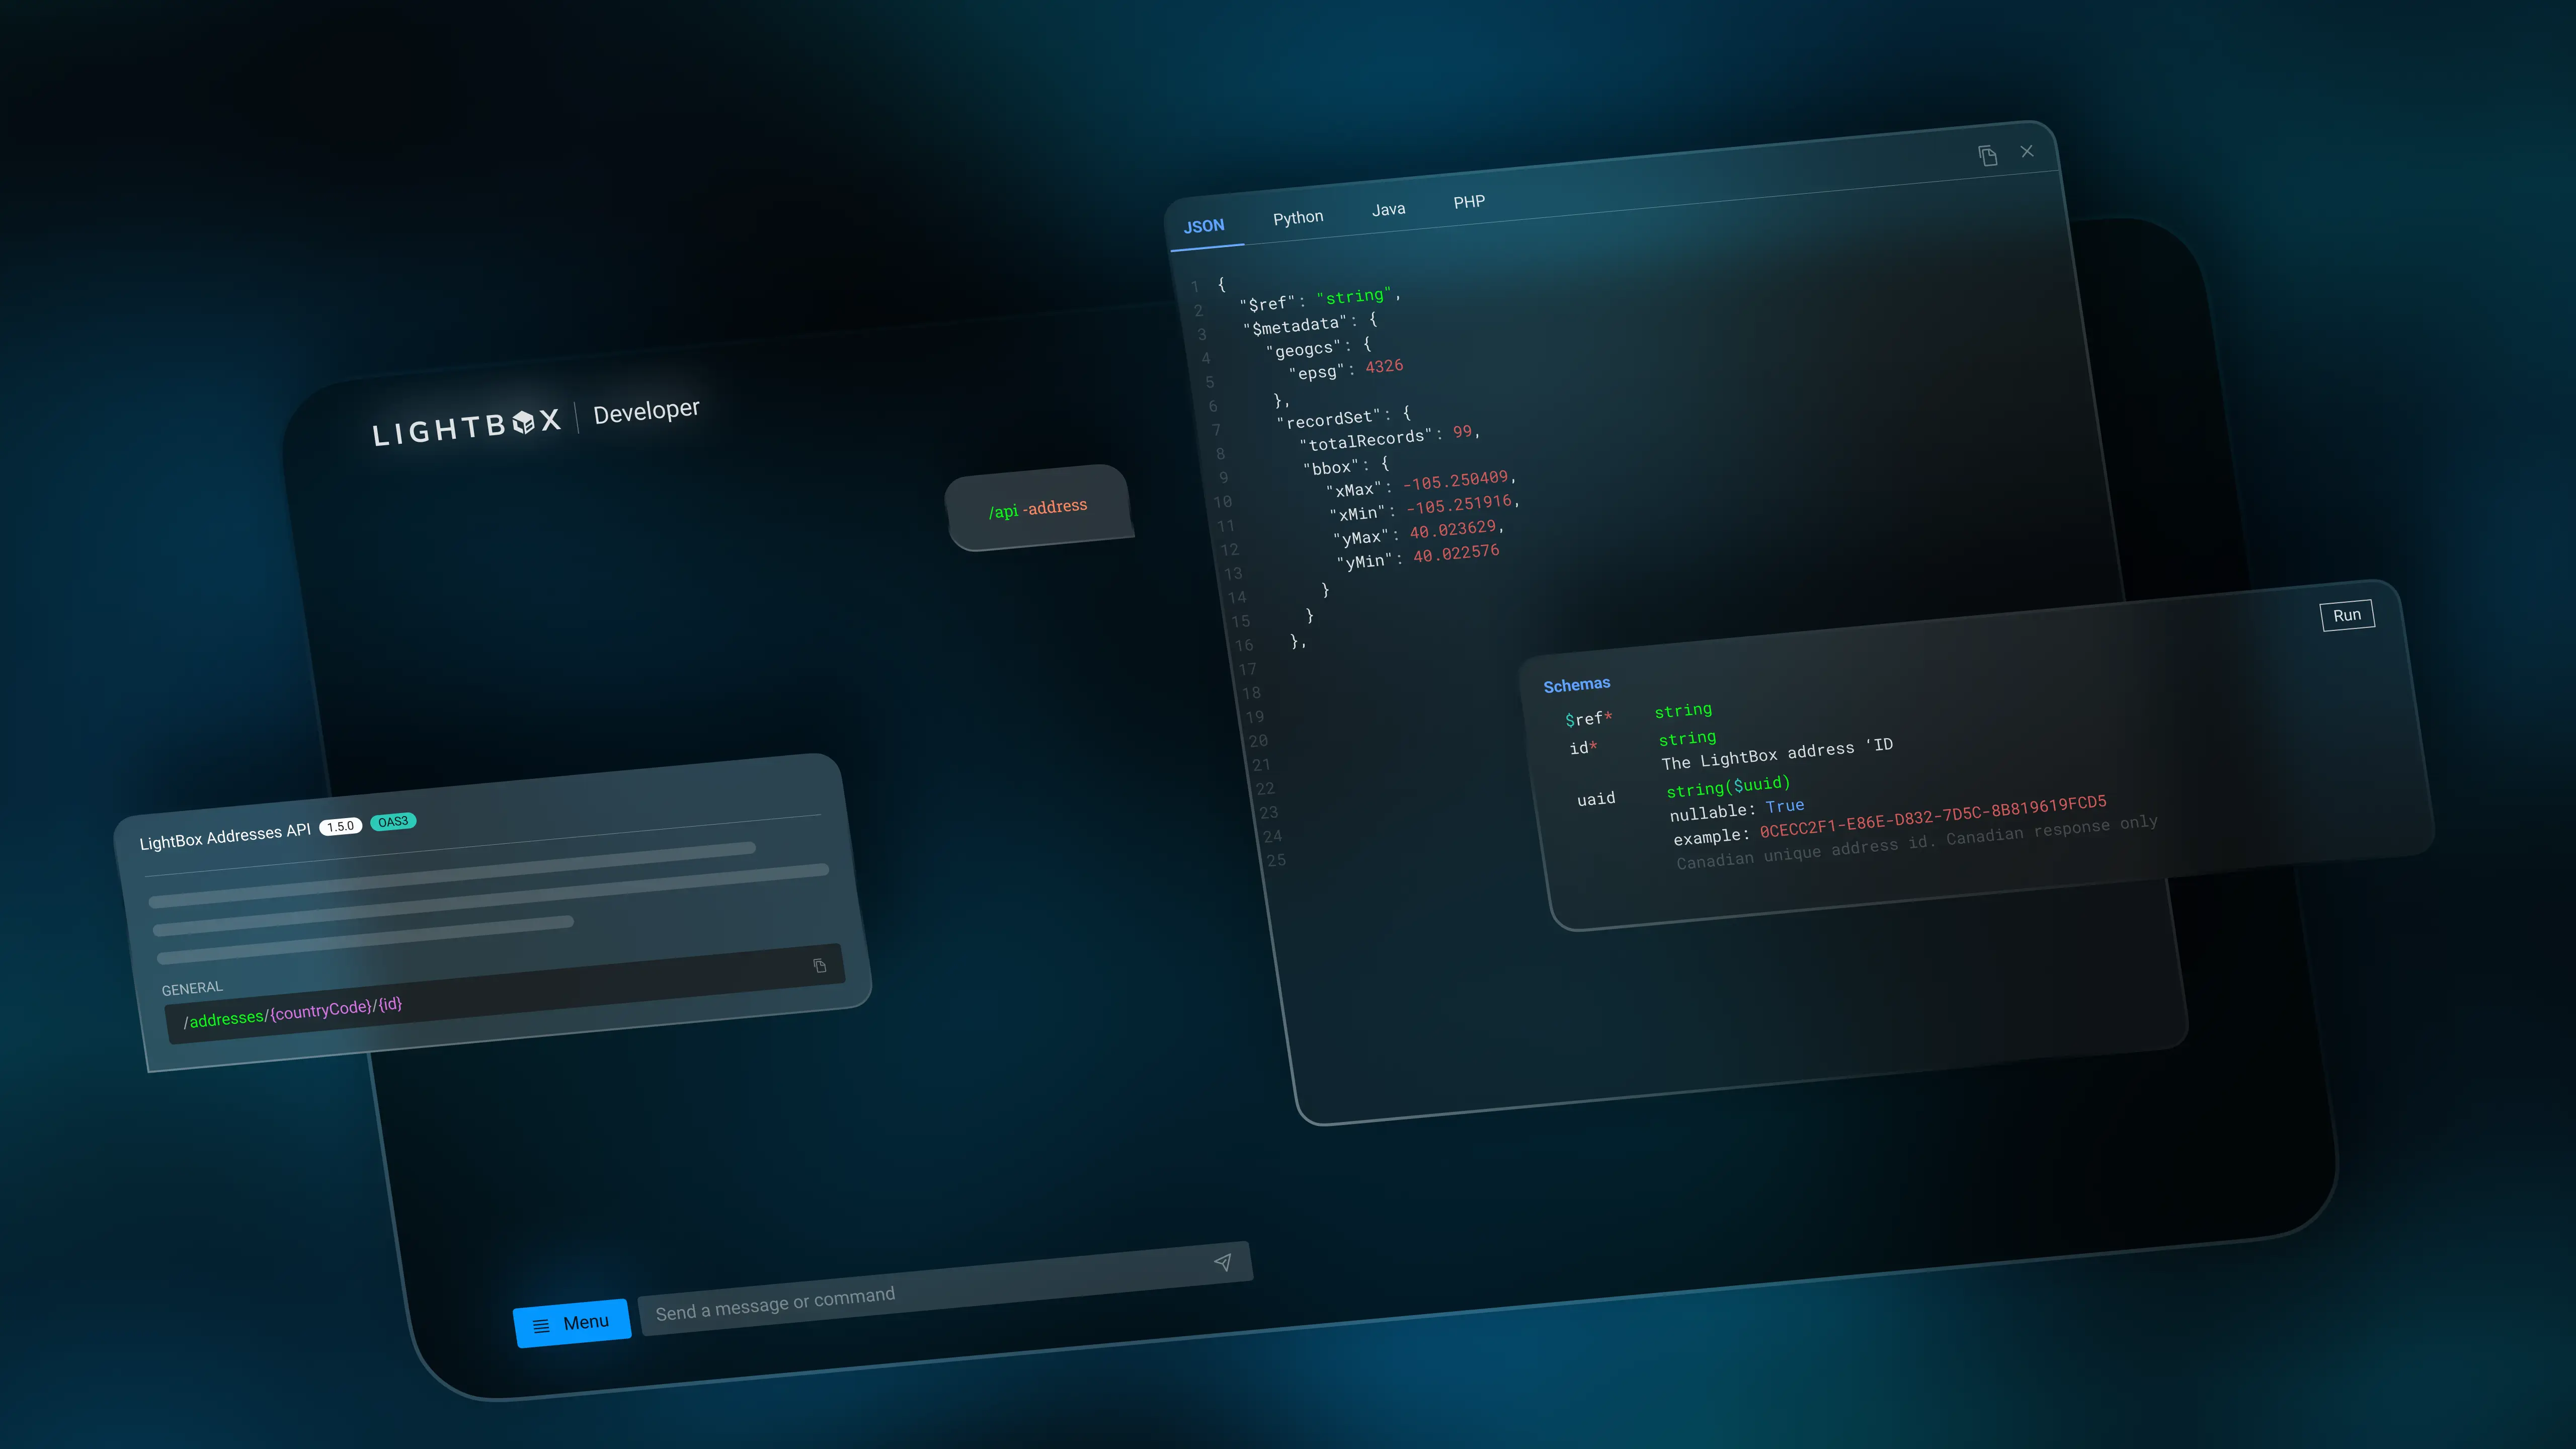 LIGHTBOX | Developer
/api -address
LightBox Addresses API 1.5.0 OAS3
GENERAL
/addresses/{countryCode}/{id}
Menu
Send a message or command
JSON Python Java PHP
1 {
2 "$ref": "string",
3 "$metadata": {
4 "geogcs": {
5 "epsg": 4326
6 },
7 "recordSet": {
8 "totalRecords": 99,
9 "bbox": {
10 "xMax": -105.250409,
11 "xMin": -105.251916,
12 "yMax": 40.023629,
13 "yMin": 40.022576
14 }
15 }
16 },
17
18
19
20
21
22
23
24
25
Run
Schemas
$ref* string
id* string
The LightBox address ‘ID
uaid string($uuid)
nullable: True
example: 0CECC2F1-E86E-D832-7D5C-8B819619FCD5
Canadian unique address id. Canadian response only